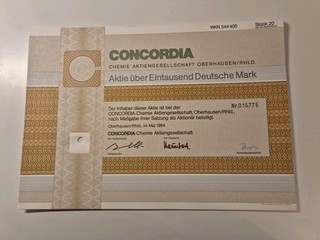 WKN 544 400
Stück 20
CONCORDIA
CHEMIE AKTIENGESELLSCHAFT OBERHAUSEN/RHLD.
Aktie über Eintausend Deutsche Mark
Der Inhaber dieser Aktie ist bei der Nr. 015775
CONCORDIA-Chemie Aktiengesellschaft, Oberhausen/Rhld.,
nach Maßgabe ihrer Satzung als Aktionär beteiligt.
Oberhausen/Rhld., im Mai 1984
CONCORDIA-Chemie Aktiengesellschaft